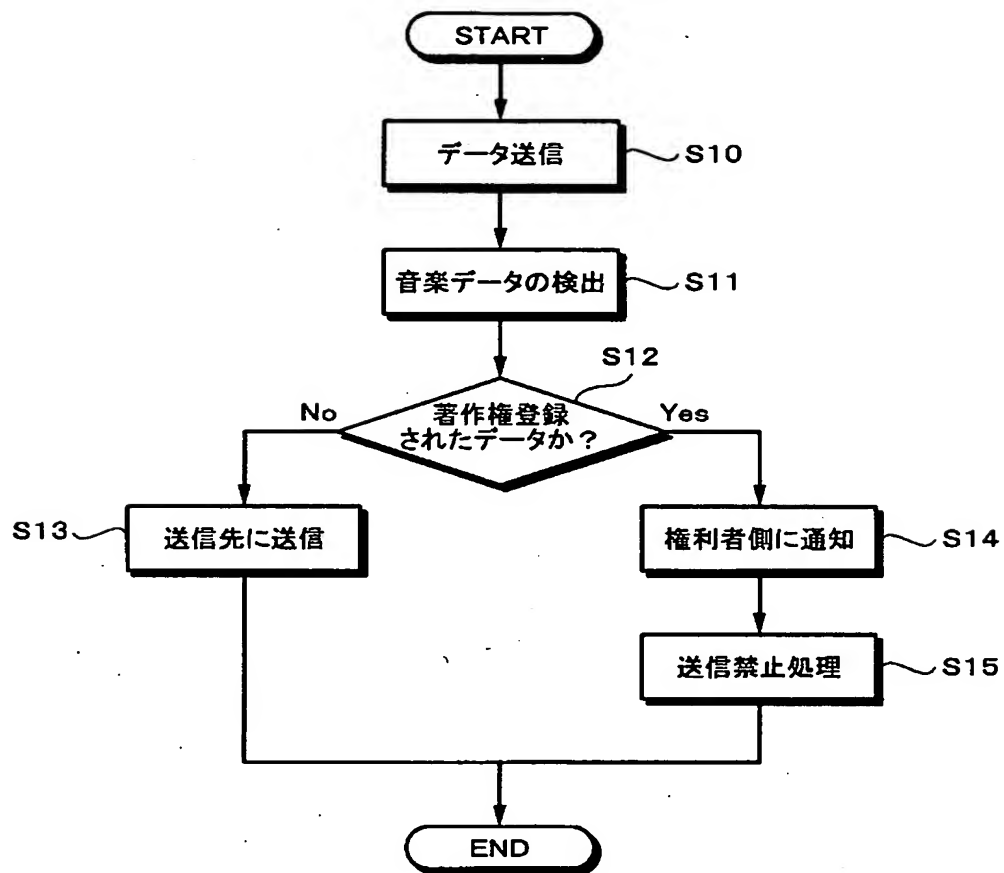 START
データ送信
S10
音楽データの検出
S11
S12
No
著作権登録
されたデータか？
Yes
S13
送信先に送信
権利者側に通知
S14
送信禁止処理
S15
END